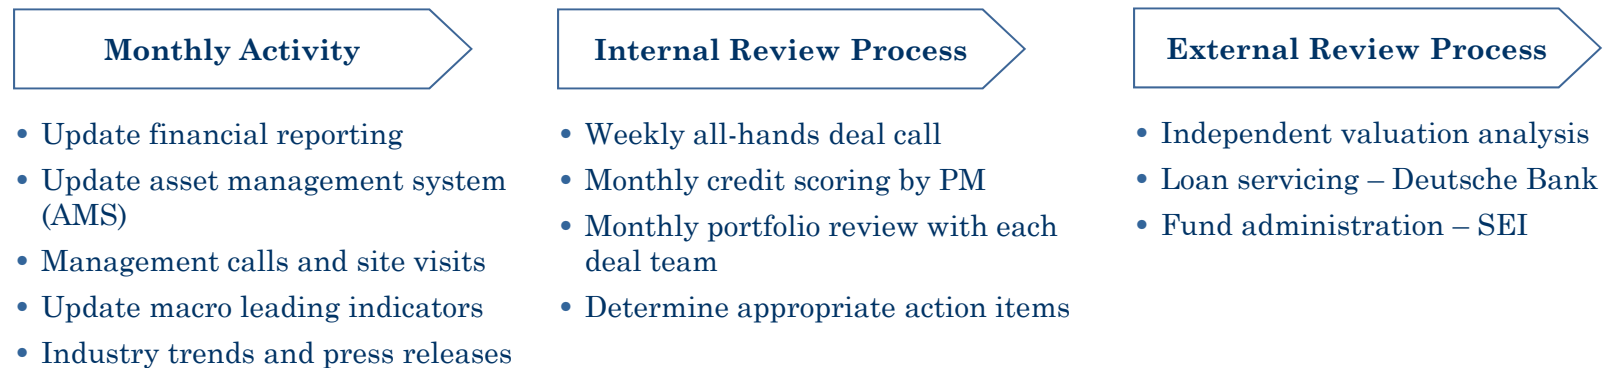 Monthly Activity
• Update financial reporting
• Update asset management system
(AMS)
• Management calls and site visits
• Update macro leading indicators
• Industry trends and press releases
Internal Review Process
• Weekly all-hands deal call
• Monthly credit scoring by PM
• Monthly portfolio review with each
deal team
• Determine appropriate action items
External Review Process
• Independent valuation analysis
• Loan servicing – Deutsche Bank
• Fund administration – SEI